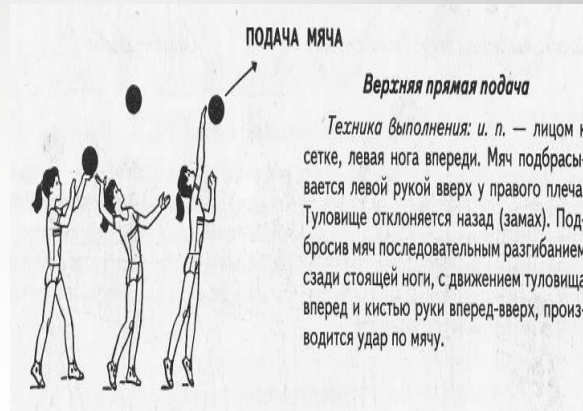 ПОДАЧА МЯЧА
Верхняя прямая подача
Техника выполнения: и. п. — лицом к
сетке, левая нога впереди. Мяч подбрасы-
вается левой рукой вверх у правого плеча.
Туловище отклоняется назад (замах). Под-
бросив мяч последовательным разгибанием
сзади стоящей ноги, с движением туловища
вперед и кистью руки вперед-вверх, произ-
водится удар по мячу.